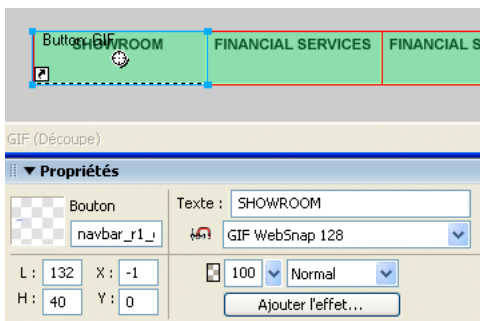 Button: GIF
SHOWROOM FINANCIAL SERVICES FINANCIAL S
GIF (Découpe)
Propriétés
Bouton Texte : SHOWROOM
navbar_r1_ GIF WebSnap 128
L : 132 X : -1 100 Normal
H : 40 Y : 0 Ajouter l'effet...